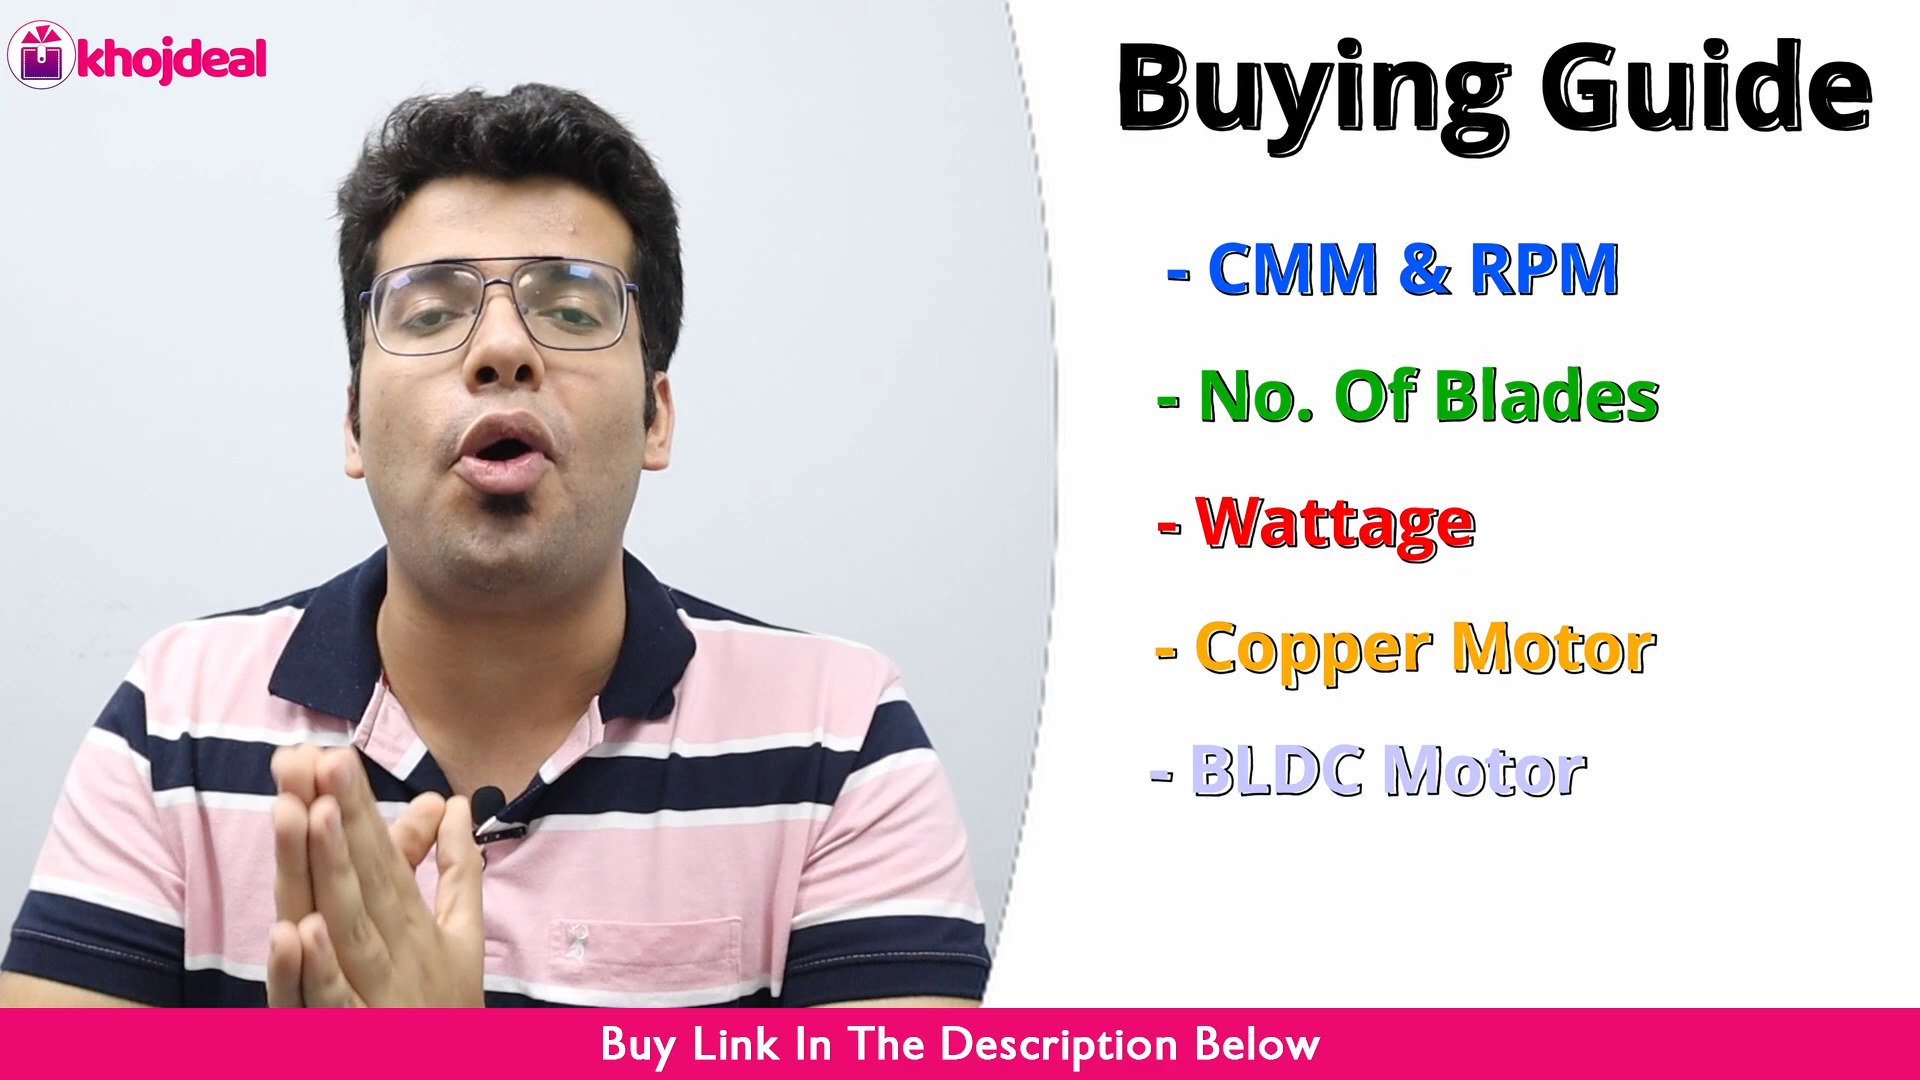 khojdeal
Buying Guide
- CMM & RPM
- No. Of Blades
- Wattage
- Copper Motor
- BLDC Motor
Buy Link In The Description Below